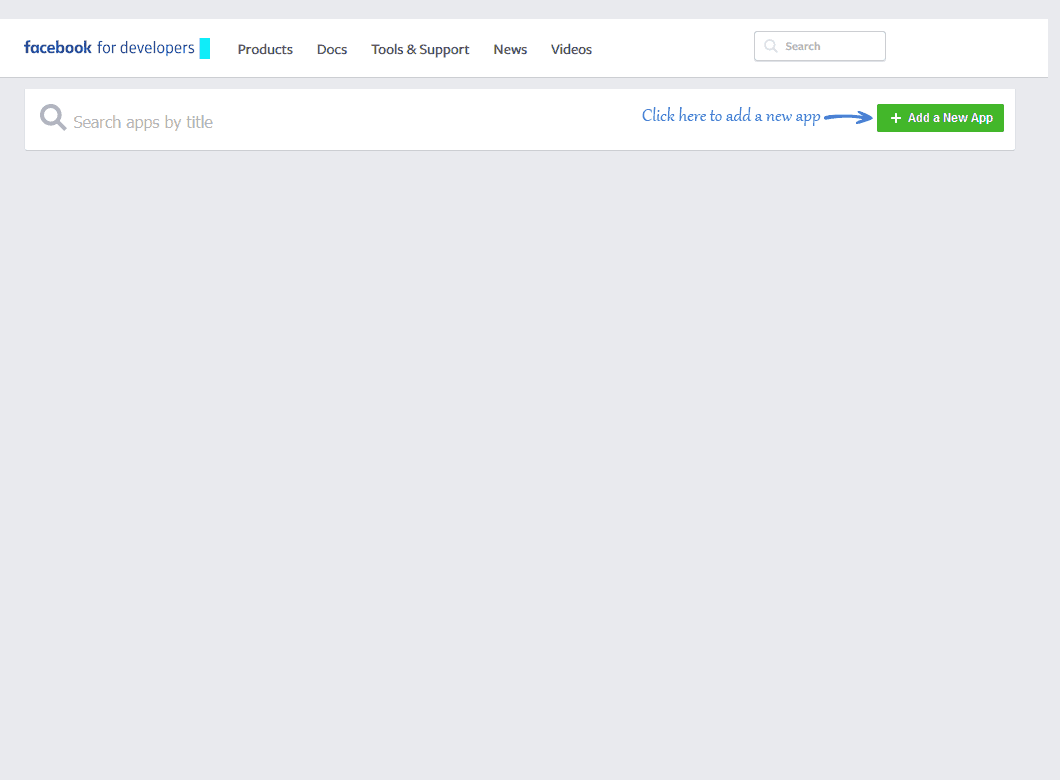 facebook for developers Products Docs Tools & Support News Videos Search
Search apps by title Click here to add a new app + Add a New App